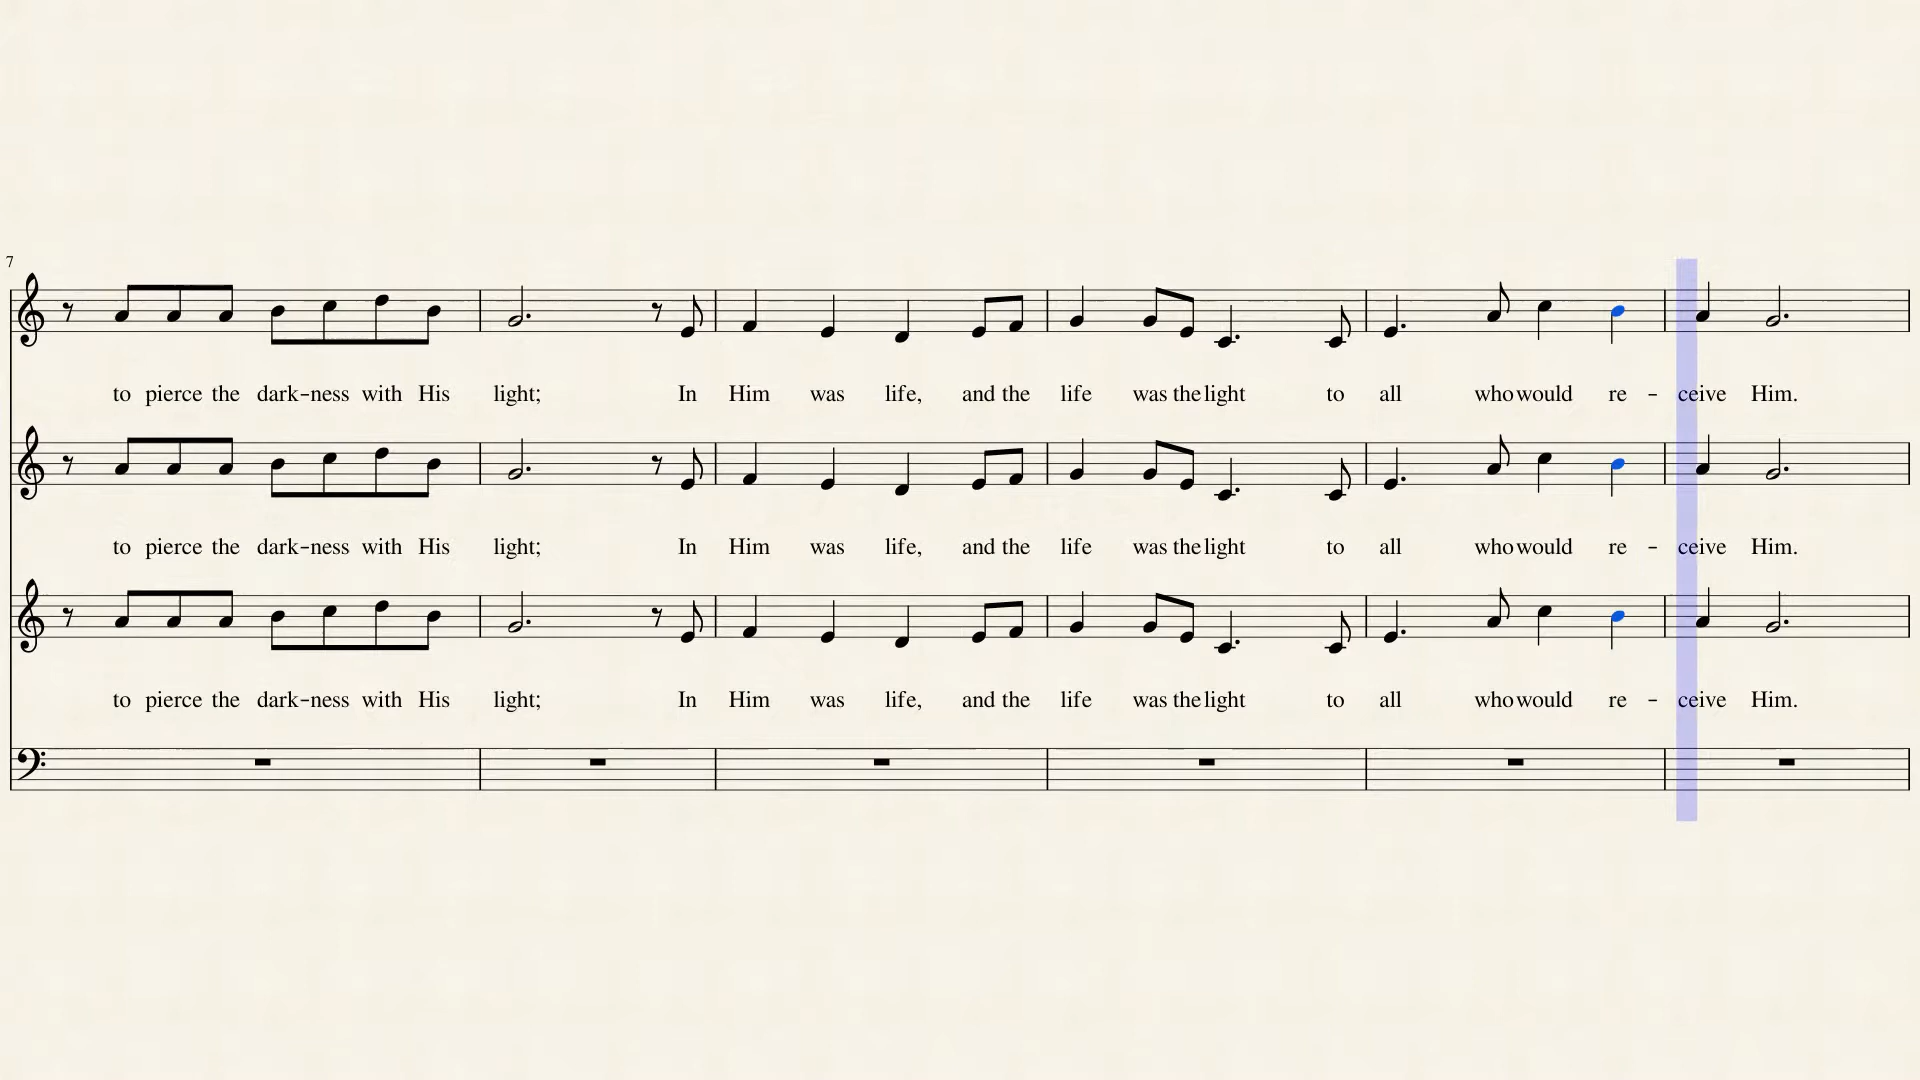 7
to pierce the dark-ness with His light; In Him was life, and the life was the light to all who would re - ceive Him.
to pierce the dark-ness with His light; In Him was life, and the life was the light to all who would re - ceive Him.
to pierce the dark-ness with His light; In Him was life, and the life was the light to all who would re - ceive Him.